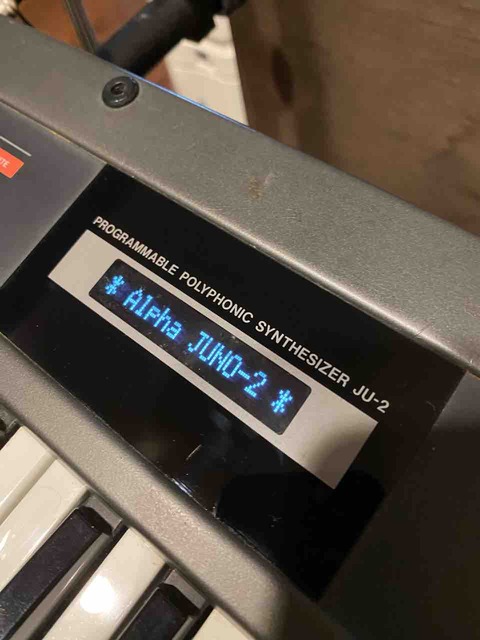 PROGRAMMABLE POLYPHONIC SYNTHESIZER JU-2
* Alpha JUNO-2 *